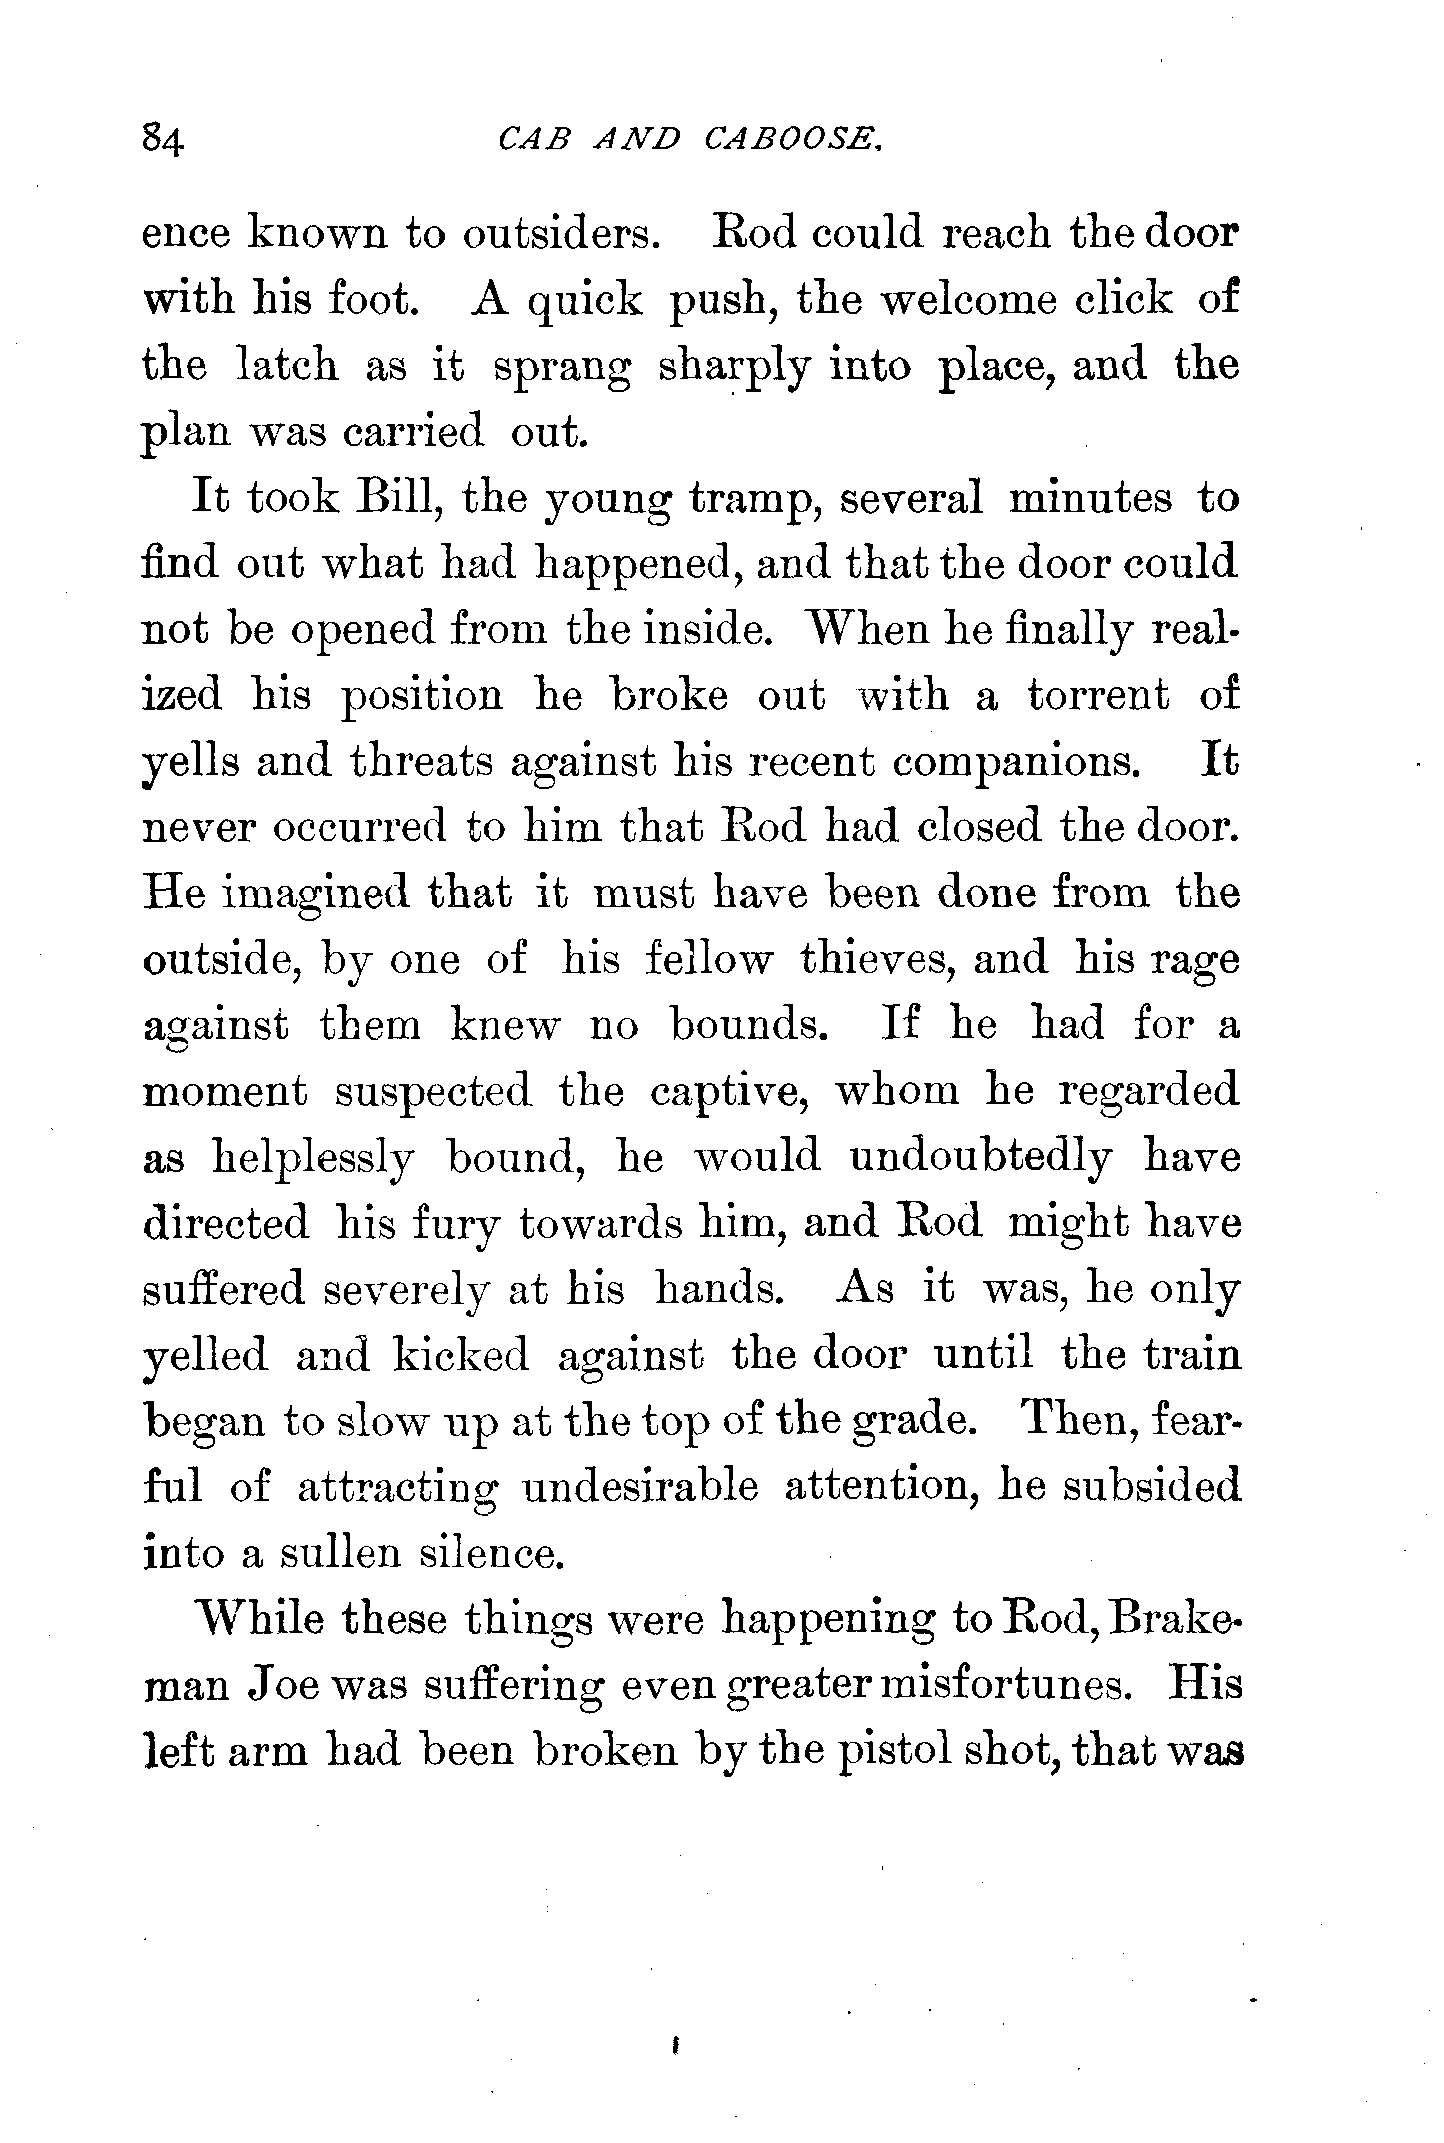 84 CAB AND CABOOSE.
ence known to outsiders. Rod could reach the door
with his foot. A quick push, the welcome click of
the latch as it sprang sharply into place, and the
plan was carried out.
It took Bill, the young tramp, several minutes to
find out what had happened, and that the door could
not be opened from the inside. When he finally real-
ized his position he broke out with a torrent of
yells and threats against his recent companions. It
never occurred to him that Rod had closed the door.
He imagined that it must have been done from the
outside, by one of his fellow thieves, and his rage
against them knew no bounds. If he had for a
moment suspected the captive, whom he regarded
as helplessly bound, he would undoubtedly have
directed his fury towards him, and Rod might have
suffered severely at his hands. As it was, he only
yelled and kicked against the door until the train
began to slow up at the top of the grade. Then, fear-
ful of attracting undesirable attention, he subsided
into a sullen silence.
While these things were happening to Rod, Brake-
man Joe was suffering even greater misfortunes. His
left arm had been broken by the pistol shot, that was